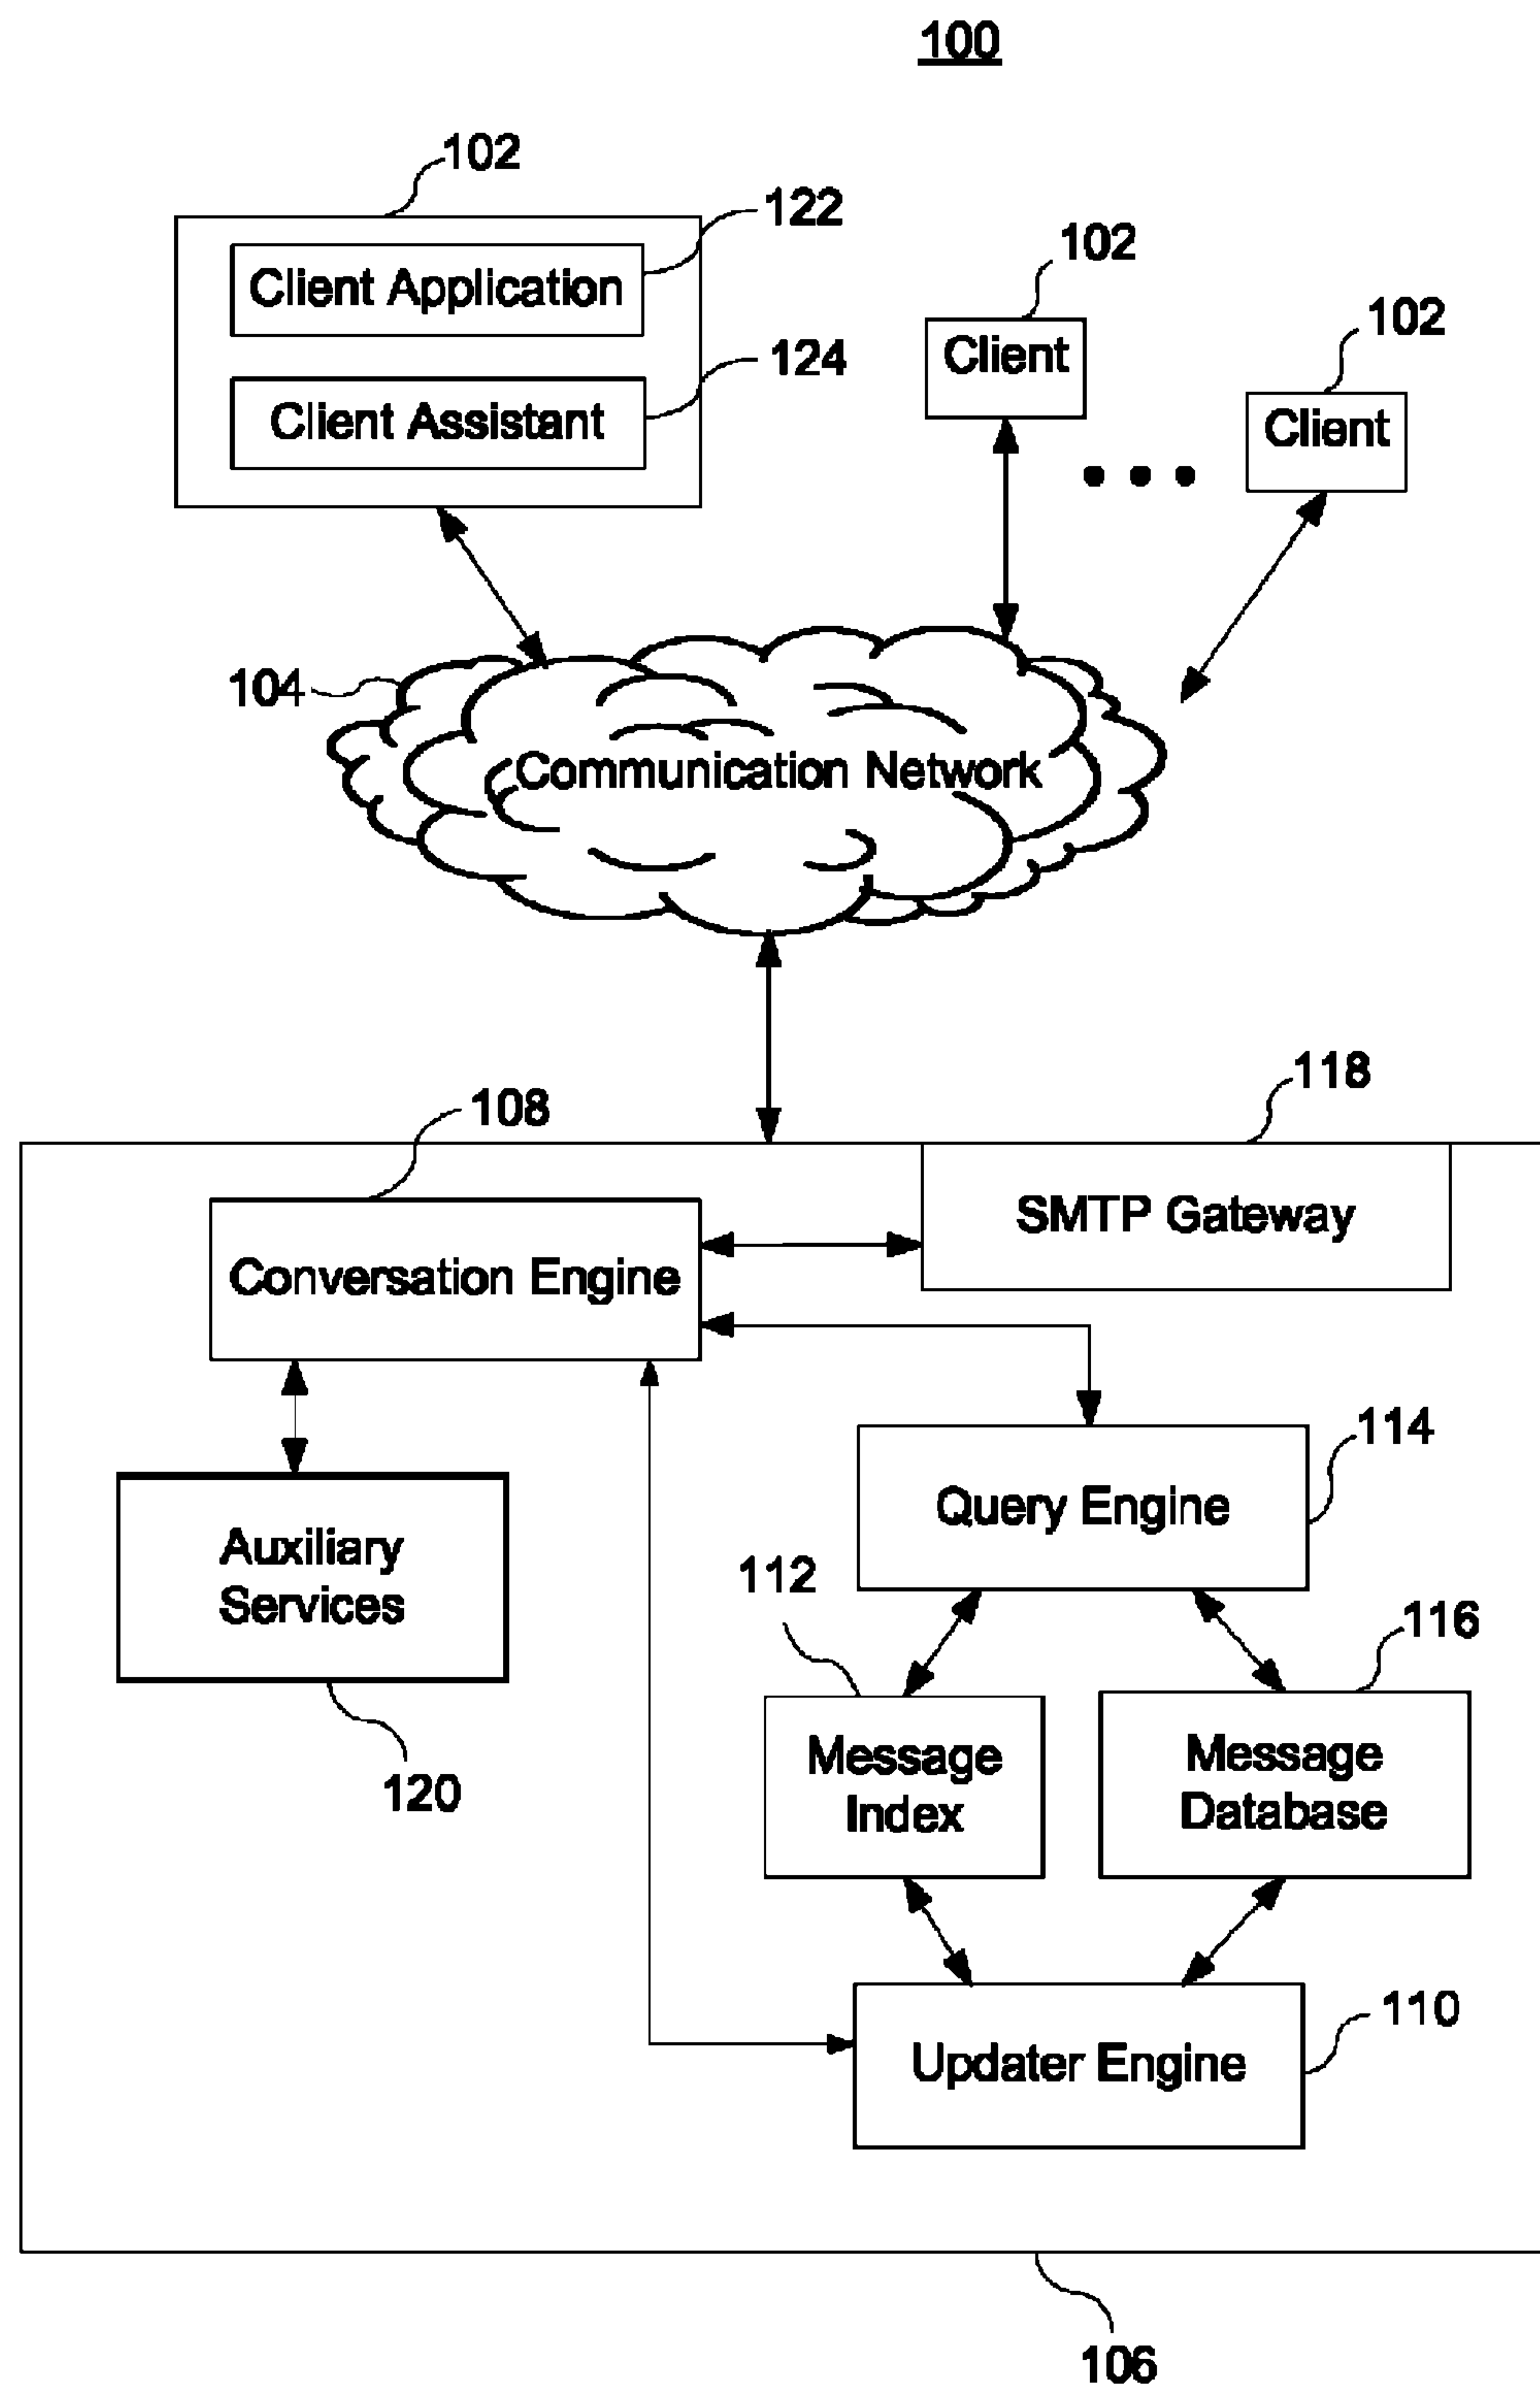 100
102
122
Client Application
102
Client
102
Client
124
Client Assistant
104
Communication Network
118
108
SMTP Gateway
Conversation Engine
114
Query Engine
Auxiliary
Services
112
116
Message
Index
Message
Database
120
110
Updater Engine
106